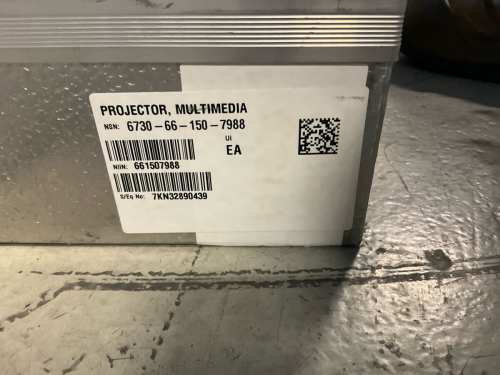 PROJECTOR, MULTIMEDIA
NSN: 6730-66-150-7988
UI
EA
NIIN: 661507988
S/Eq No: 7KN32890439